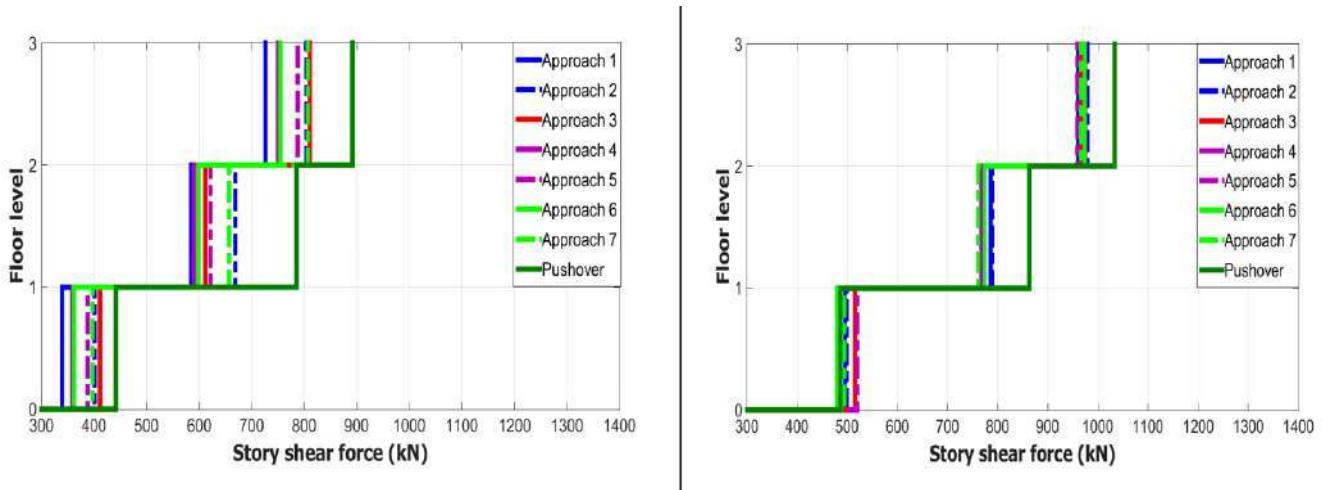 3
2
1
0
Floor level
300 400 500 600 700 800 900 1000 1100 1200 1300 1400
Story shear force (kN)
Approach 1
Approach 2
Approach 3
Approach 4
Approach 5
Approach 6
Approach 7
Pushover
3
2
1
0
Floor level
300 400 500 600 700 800 900 1000 1100 1200 1300 1400
Story shear force (kN)
Approach 1
Approach 2
Approach 3
Approach 4
Approach 5
Approach 6
Approach 7
Pushover